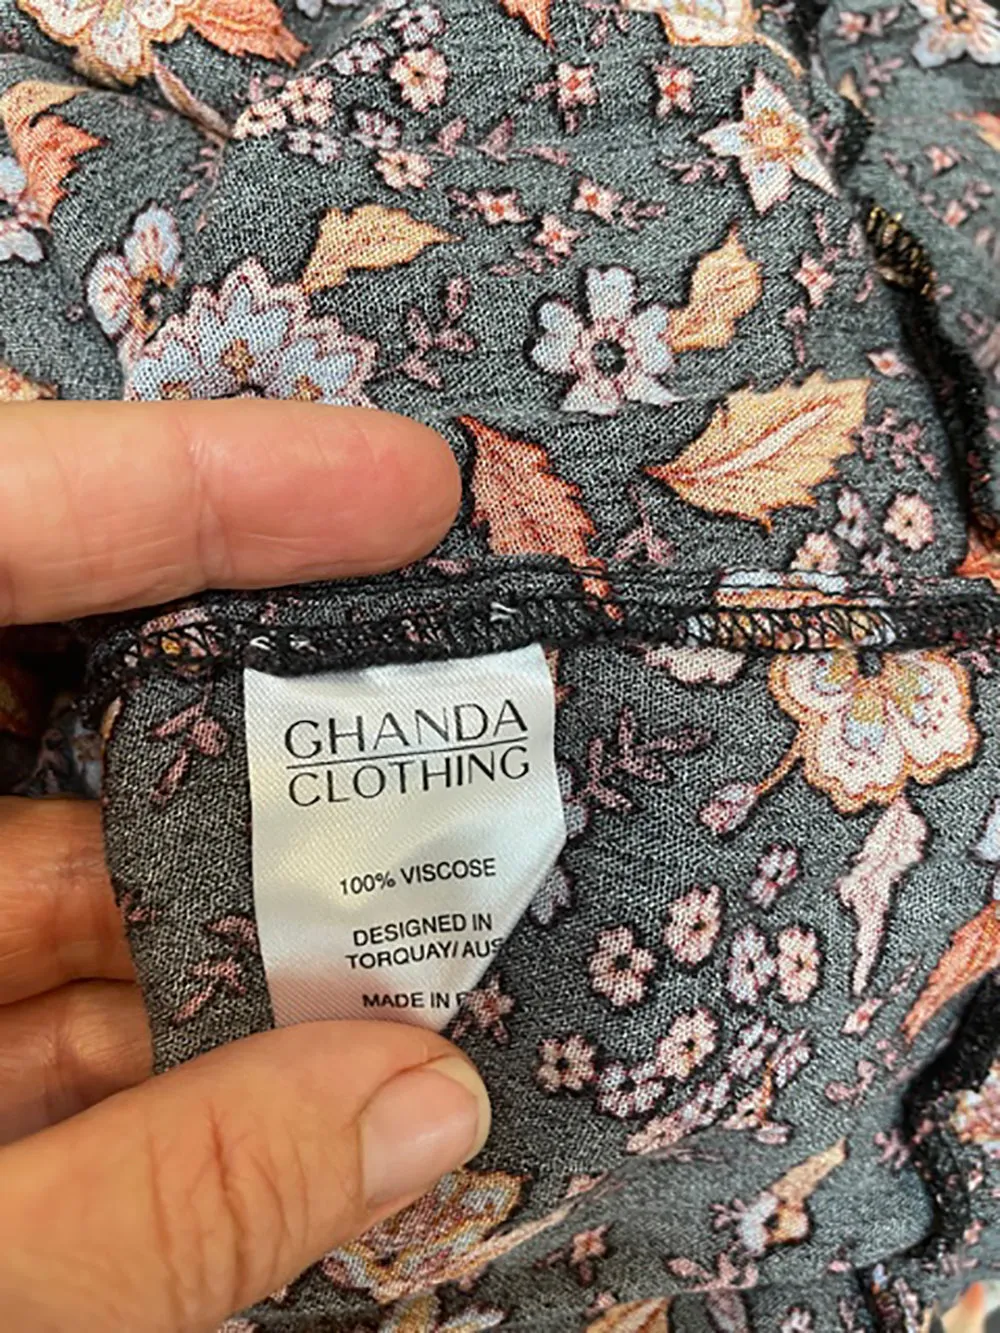 GHANDA
CLOTHING
100% VISCOSE
DESIGNED IN
TORQUAY/ AUS
MADE IN